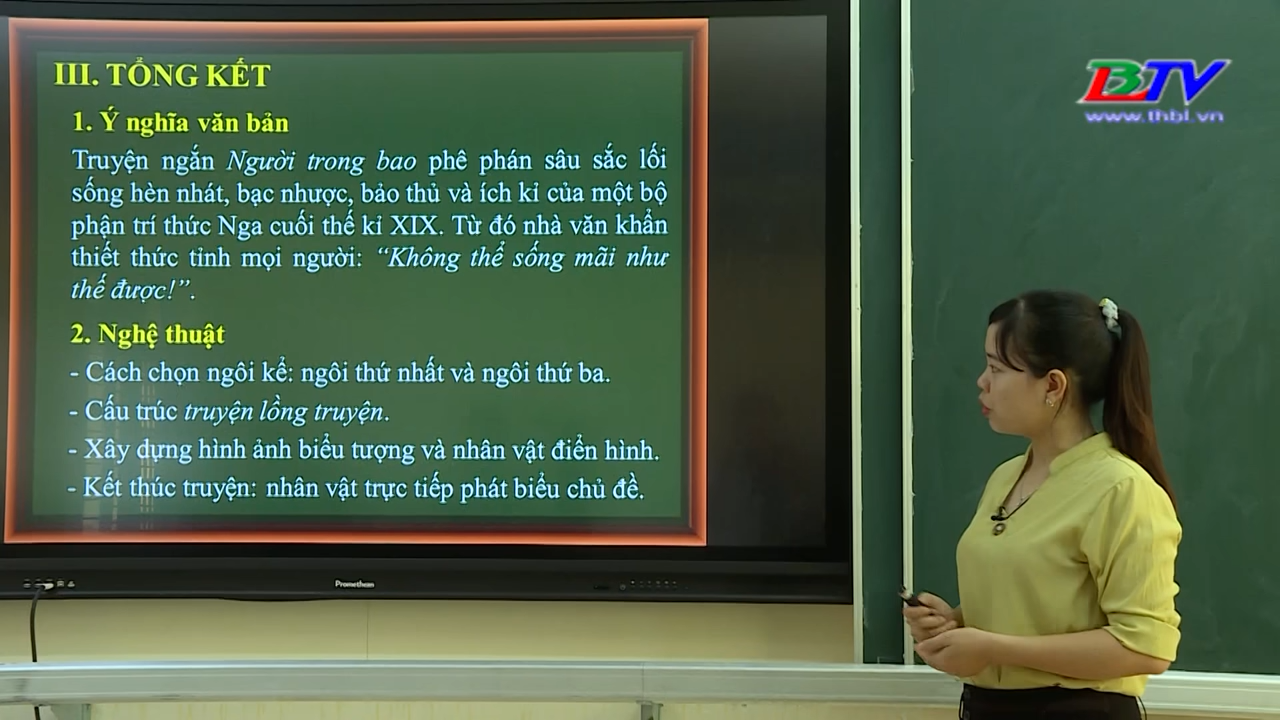 III. TỔNG KẾT
1. Ý nghĩa văn bản
Truyện ngắn Người trong bao phê phán sâu sắc lối
sống hèn nhát, bạc nhược, bảo thủ và ích kỉ của một bộ
phận trí thức Nga cuối thế kỉ XIX. Từ đó nhà văn khẩn
thiết thức tỉnh mọi người: “Không thể sống mãi như
thế được!”.
2. Nghệ thuật
- Cách chọn ngôi kể: ngôi thứ nhất và ngôi thứ ba.
- Cấu trúc truyện lồng truyện.
- Xây dựng hình ảnh biểu tượng và nhân vật điển hình.
- Kết thúc truyện: nhân vật trực tiếp phát biểu chủ đề.
Promethean
BTV
www.thbl.vn